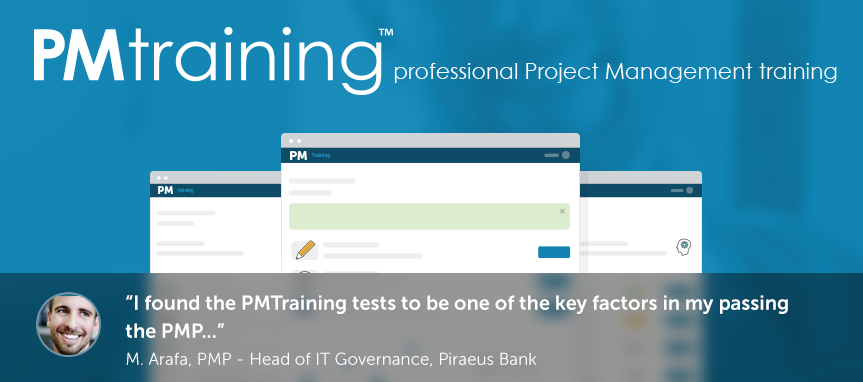 PMtraining™ professional Project Management training
PM Training
PM Training
“I found the PMTraining tests to be one of the key factors in my passing
the PMP...”
M. Arafa, PMP - Head of IT Governance, Piraeus Bank